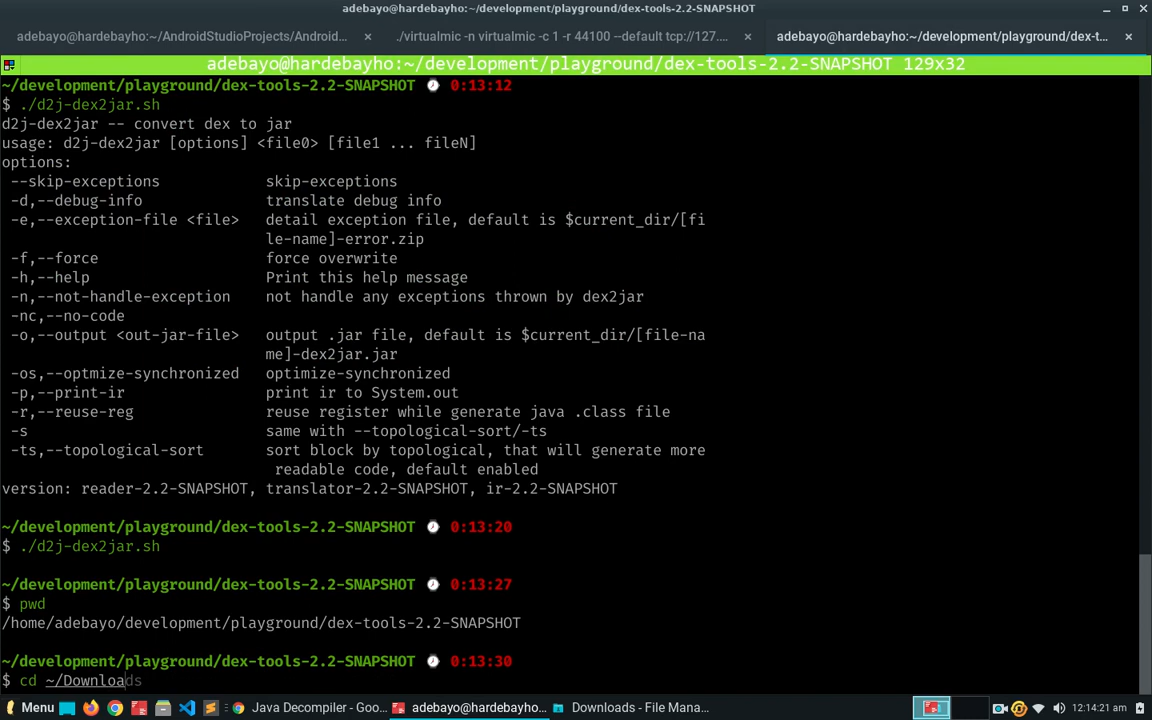 adebayo@hardebayho:~/development/playground/dex-tools-2.2-SNAPSHOT
adebayo@hardebayho:~/AndroidStudioProjects/Android... × ./virtualmic -n virtualmic -c 1 -r 44100 --default tcp://127.... × adebayo@hardebayho:~/development/playground/dex-t... ×
adebayo@hardebayho:~/development/playground/dex-tools-2.2-SNAPSHOT 129x32
~/development/playground/dex-tools-2.2-SNAPSHOT 0:13:12
$ ./d2j-dex2jar.sh
d2j-dex2jar -- convert dex to jar
usage: d2j-dex2jar [options] <file0> [file1 ... fileN]
options:
--skip-exceptions skip-exceptions
-d,--debug-info translate debug info
-e,--exception-file <file> detail exception file, default is $current_dir/[fi
le-name]-error.zip
-f,--force force overwrite
-h,--help Print this help message
-n,--not-handle-exception not handle any exceptions thrown by dex2jar
-nc,--no-code
-o,--output <out-jar-file> output .jar file, default is $current_dir/[file-na
me]-dex2jar.jar
-os,--optmize-synchronized optimize-synchronized
-p,--print-ir print ir to System.out
-r,--reuse-reg reuse register while generate java .class file
-s same with --topological-sort/-ts
-ts,--topological-sort sort block by topological, that will generate more
readable code, default enabled
version: reader-2.2-SNAPSHOT, translator-2.2-SNAPSHOT, ir-2.2-SNAPSHOT
~/development/playground/dex-tools-2.2-SNAPSHOT 0:13:20
$ ./d2j-dex2jar.sh
~/development/playground/dex-tools-2.2-SNAPSHOT 0:13:27
$ pwd
/home/adebayo/development/playground/dex-tools-2.2-SNAPSHOT
~/development/playground/dex-tools-2.2-SNAPSHOT 0:13:30
$ cd ~/Downloads
Menu Java Decompiler - Goo... adebayo@hardebayho:... Downloads - File Mana... 12:14:21 am